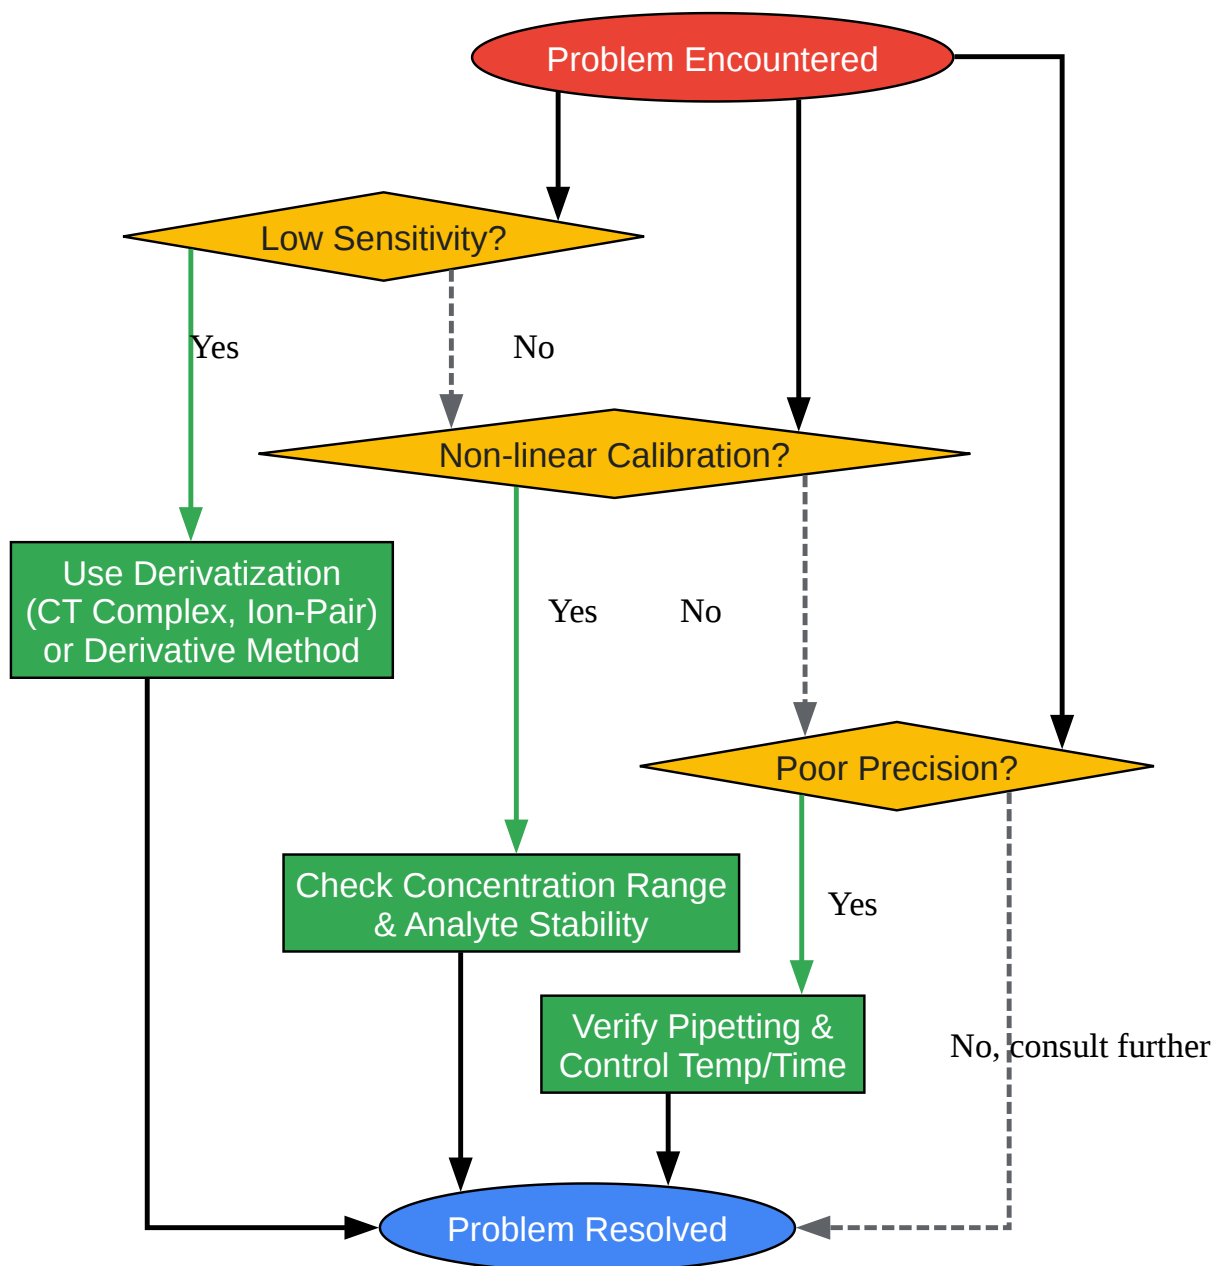 Problem Encountered
Low Sensitivity?
Yes
No
Non-linear Calibration?
Use Derivatization
(CT Complex, Ion-Pair)
or Derivative Method
Yes
No
Poor Precision?
Check Concentration Range
& Analyte Stability
Yes
Verify Pipetting &
Control Temp/Time
No, consult further
Problem Resolved